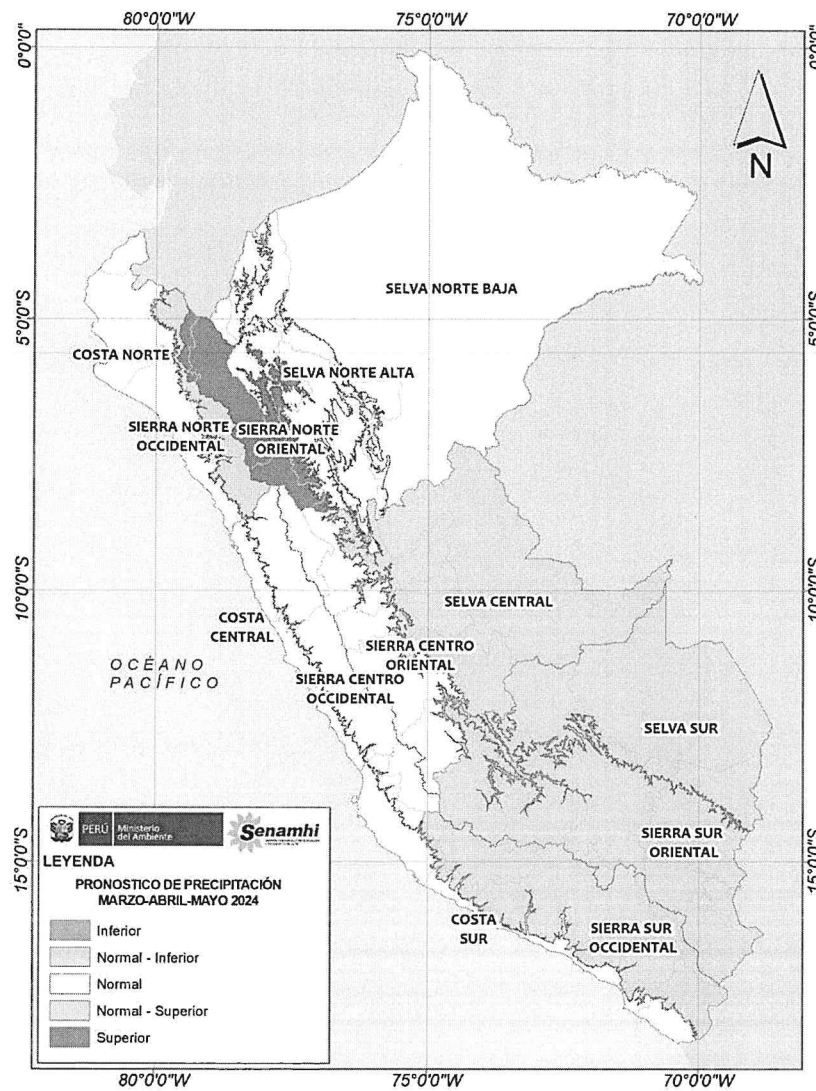 80°0'0"W
75°0'0"W
70°0'0"W
0°0'0"
0°0'0"
N
SELVA NORTE BAJA
5°0'0"S
5°0'0"S
COSTA NORTE
SELVA NORTE ALTA
SIERRA NORTE
OCCIDENTAL
SIERRA NORTE
ORIENTAL
10°0'0"S
10°0'0"S
SELVA CENTRAL
COSTA
CENTRAL
SIERRA CENTRO
ORIENTAL
OCÉANO
PACÍFICO
SIERRA CENTRO
OCCIDENTAL
SELVA SUR
SIERRA SUR
ORIENTAL
15°0'0"S
15°0'0"S
COSTA
SUR
SIERRA SUR
OCCIDENTAL
PERÚ
Ministerio
del Ambiente
Senamhi
LEYENDA
PRONOSTICO DE PRECIPITACIÓN
MARZO-ABRIL-MAYO 2024
Inferior
Normal - Inferior
Normal
Normal - Superior
Superior
80°0'0"W
75°0'0"W
70°0'0"W